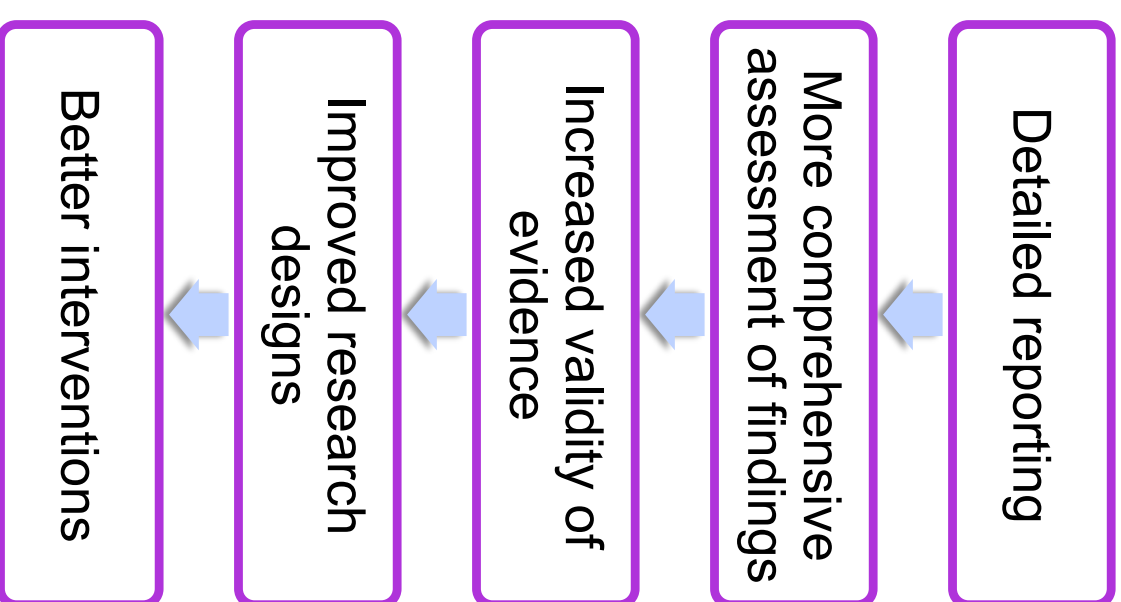 Detailed reporting
More comprehensive
assessment of findings
Increased validity of
evidence
Improved research
designs
Better interventions